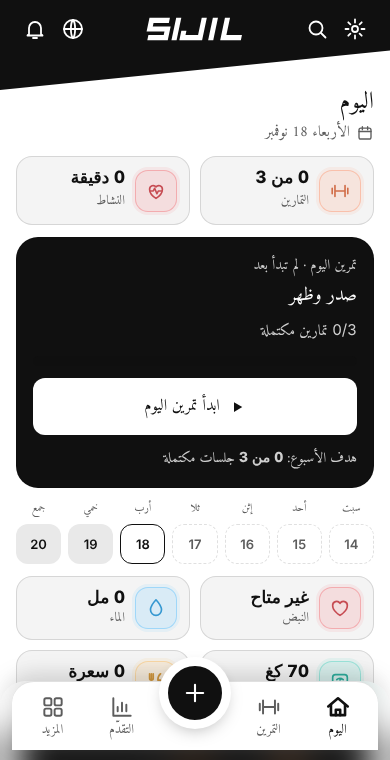 SIJIL
اليوم
الأربعاء 18 نوفمبر
0 من 3
التمارين
0 دقيقة
النشاط
تمرين اليوم · لم تبدأ بعد
صدر وظهر
0/3 تمارين مكتملة
ابدأ تمرين اليوم
هدف الأسبوع: 0 من 3 جلسات مكتملة
سبت أحد إثن ثلا أرب خمي جمع
14 15 16 17 18 19 20
غير متاح
النبض
0 مل
الماء
70 كغ
0 سعرة
اليوم
التمرين
التقدّم
المزيد